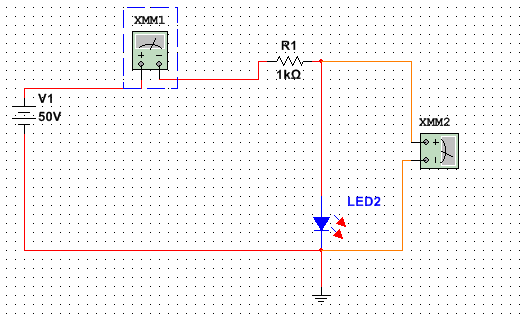 XMM1
R1
1kΩ
V1
50V
XMM2
LED2